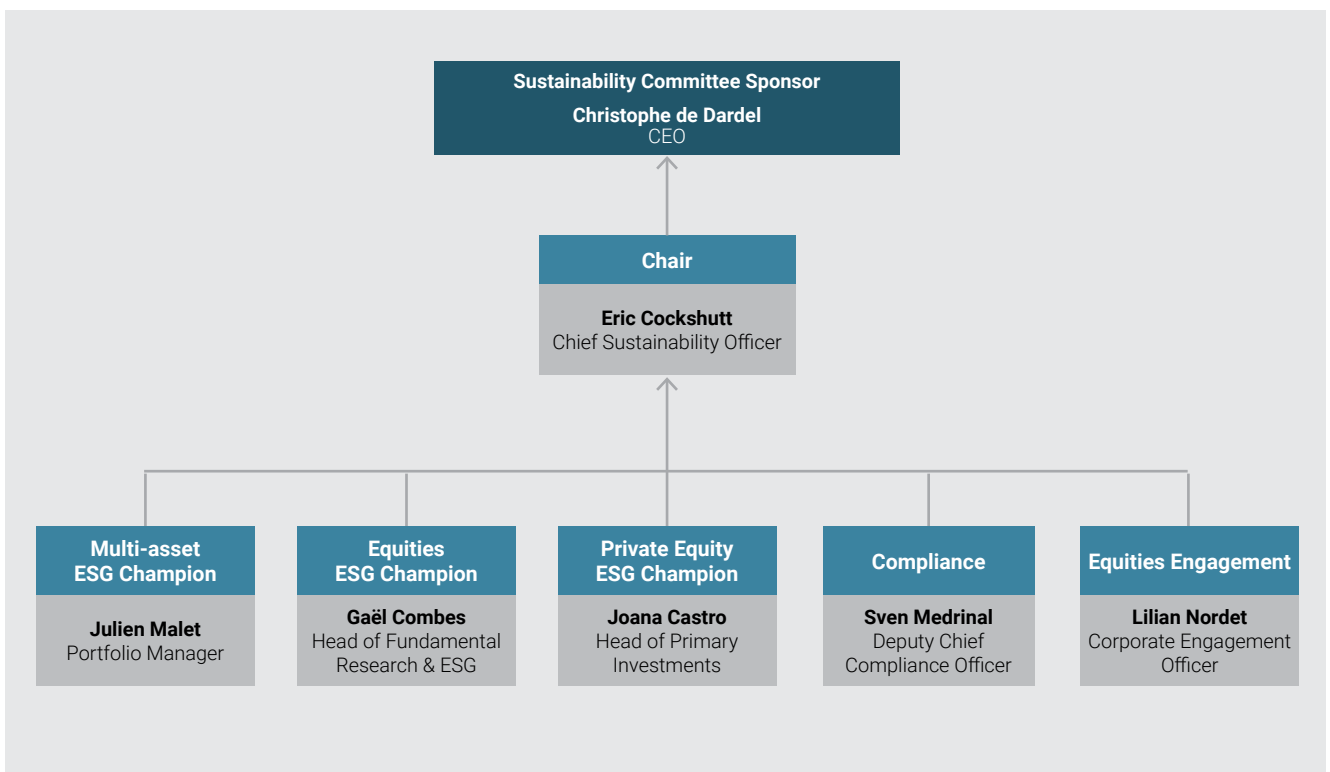 Sustainability Committee Sponsor
Christophe de Dardel
CEO
Chair
Eric Cockshutt
Chief Sustainability Officer
Multi-asset
ESG Champion
Julien Malet
Portfolio Manager
Equities
ESG Champion
Gaël Combes
Head of Fundamental
Research & ESG
Private Equity
ESG Champion
Joana Castro
Head of Primary
Investments
Compliance
Sven Medrinal
Deputy Chief
Compliance Officer
Equities Engagement
Lilian Nordet
Corporate Engagement
Officer